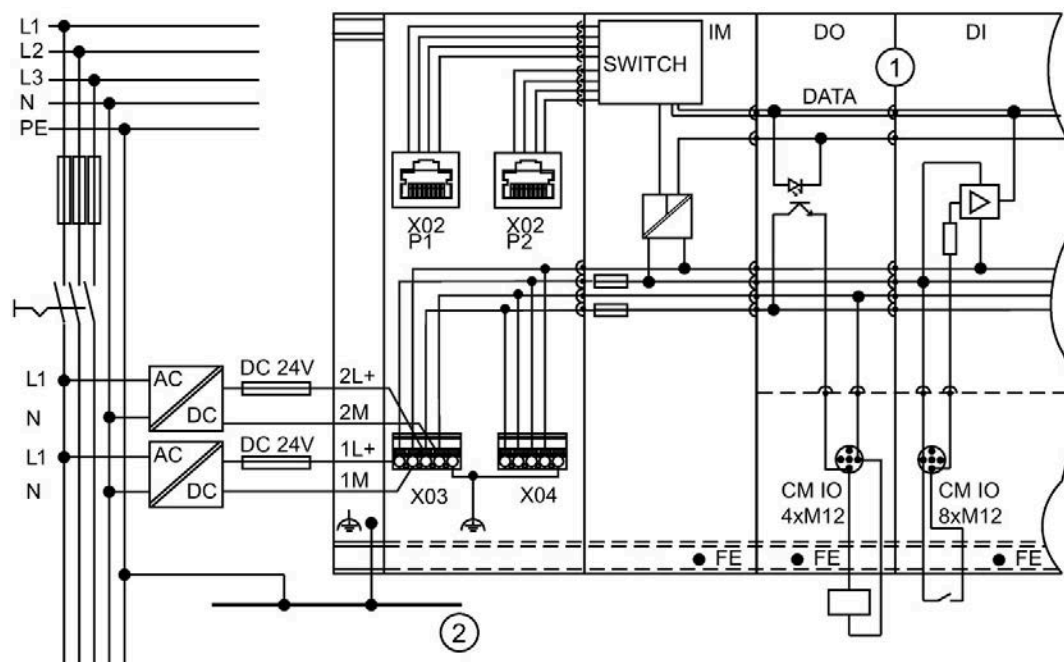 L1
L2
L3
N
PE
IM
DO
DI
SWITCH
1
DATA
X02
P1
X02
P2
L1
AC
DC
DC 24V
2L+
N
2M
L1
AC
DC
DC 24V
1L+
N
1M
X03
X04
CM IO
4xM12
CM IO
8xM12
FE
FE
FE
2